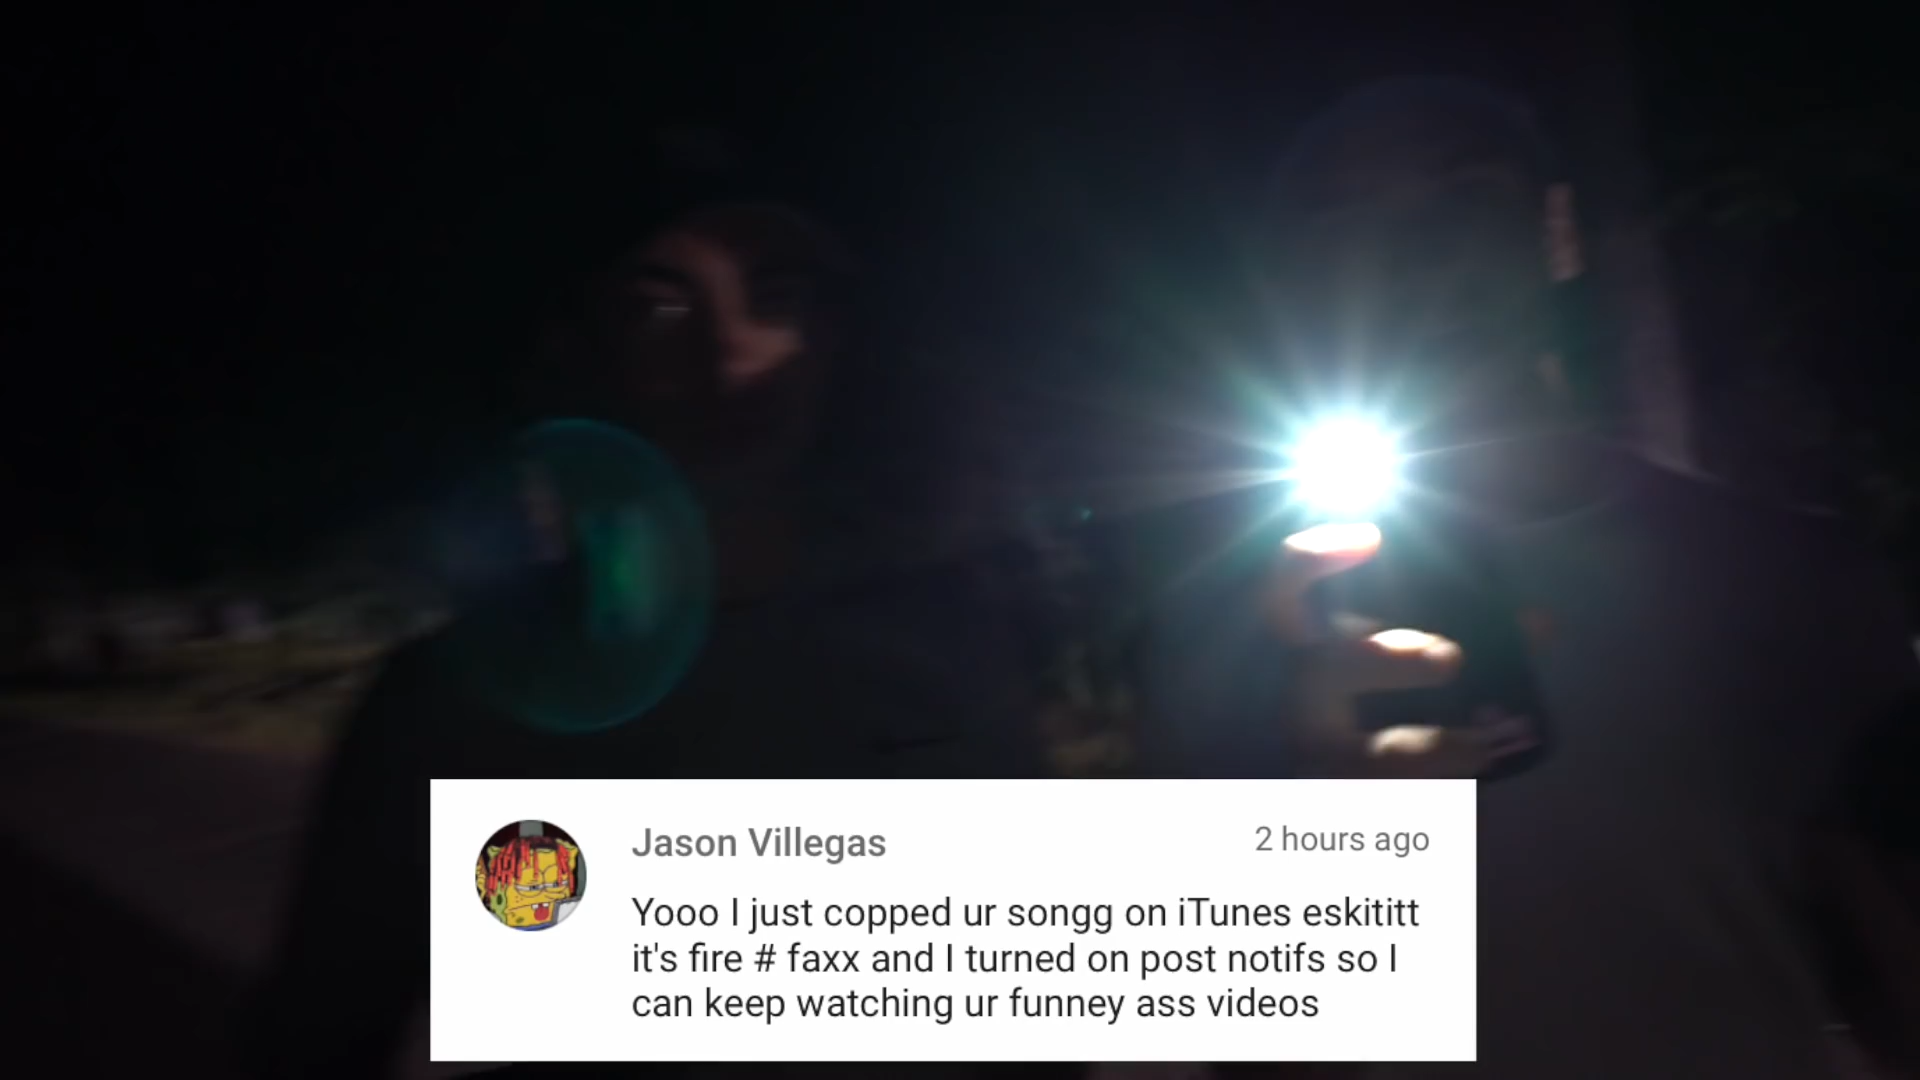 Jason Villegas 2 hours ago
Yooo I just copped ur songg on iTunes eskititt
it's fire # faxx and I turned on post notifs so I
can keep watching ur funney ass videos